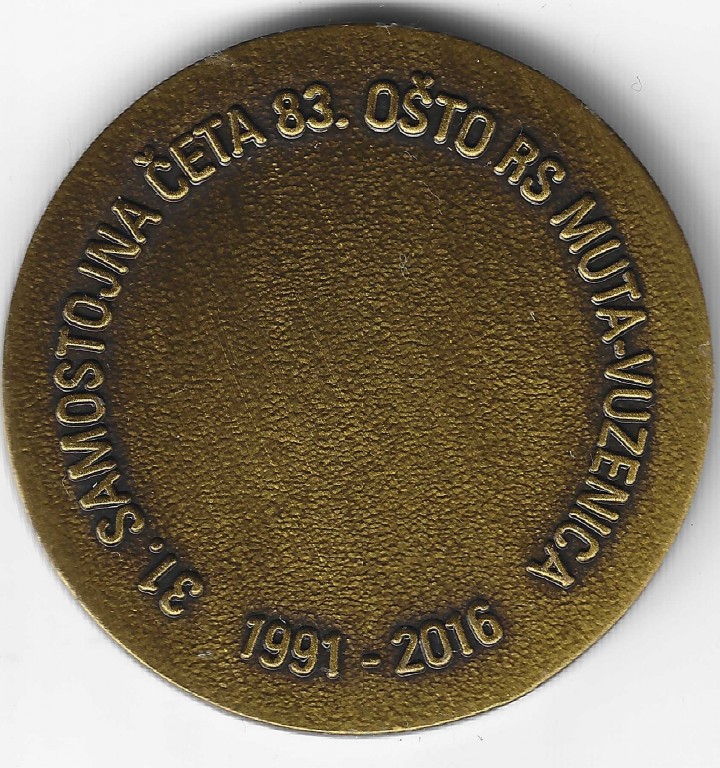 31. SAMOSTOJNA ČETA 83. OŠTO RS MUTA-VUZENICA
1991 - 2016